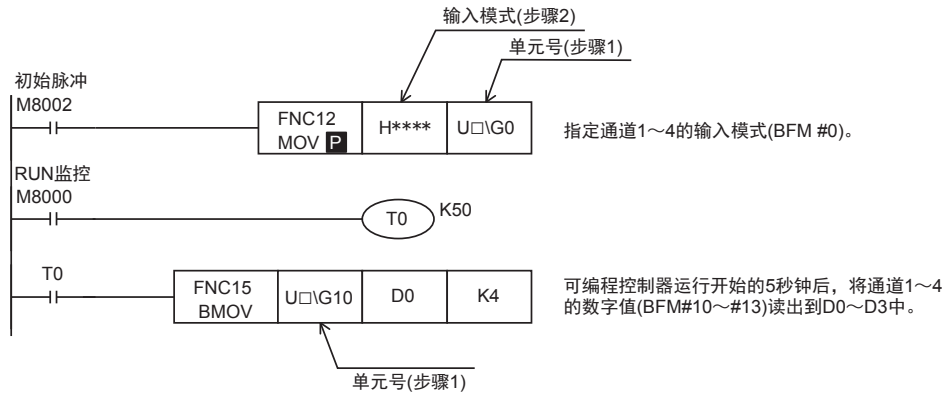 输入模式(步骤2)
单元号(步骤1)
初始脉冲
M8002
FNC12
MOV P
H****
U□\G0
指定通道1～4的输入模式(BFM #0)。
RUN监控
M8000
T0
K50
T0
FNC15
BMOV
U□\G10
D0
K4
可编程控制器运行开始的5秒钟后，将通道1～4
的数字值(BFM#10～#13)读出到D0～D3中。
单元号(步骤1)